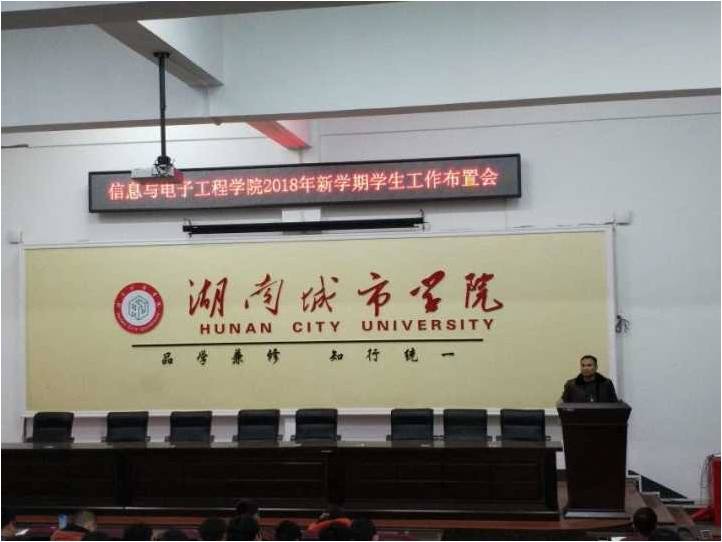 信息与电子工程学院2018年新学期学生工作布置会
湖南城市学院
HUNAN CITY UNIVERSITY
品学兼修 知行统一